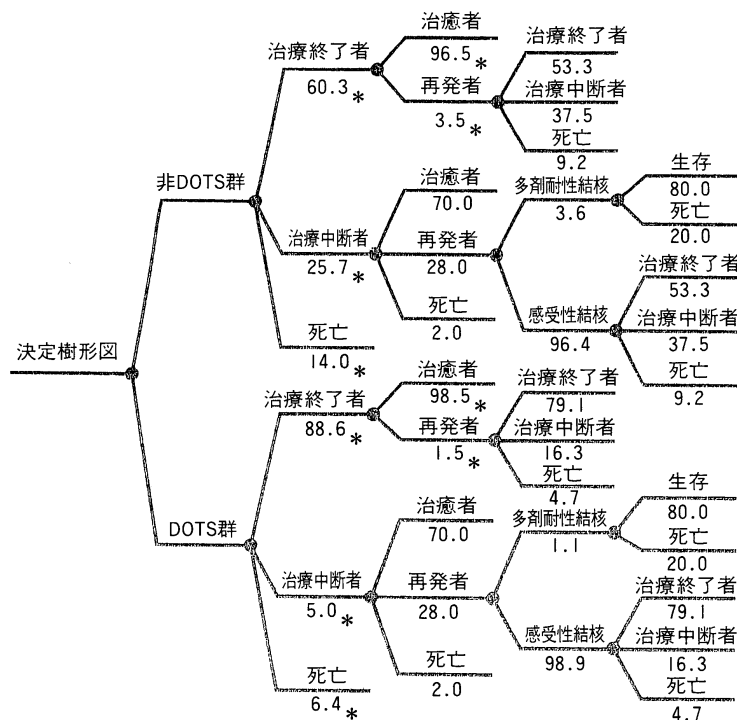 治癒者
治療終了者 96.5 * 治療終了者
60.3 * 再発者 53.3
3.5 * 治療中断者
37.5
死亡
9.2
非DOTS群
治癒者 多剤耐性結核 生存
70.0 3.6 80.0
死亡
20.0
治療中断者 再発者
25.7 * 28.0
治療終了者
53.3
死亡 感受性結核 治療中断者
2.0 96.4 37.5
死亡
14.0 *
死亡
9.2
決定樹形図
治癒者
治療終了者 98.5 * 治療終了者
88.6 * 再発者 79.1
1.5 * 治療中断者
16.3
死亡
4.7
DOTS群
治癒者 多剤耐性結核 生存
70.0 1.1 80.0
死亡
20.0
治療中断者 再発者
5.0 * 28.0
治療終了者
79.1
感受性結核 治療中断者
98.9 16.3
死亡 死亡 死亡
6.4 * 2.0 4.7